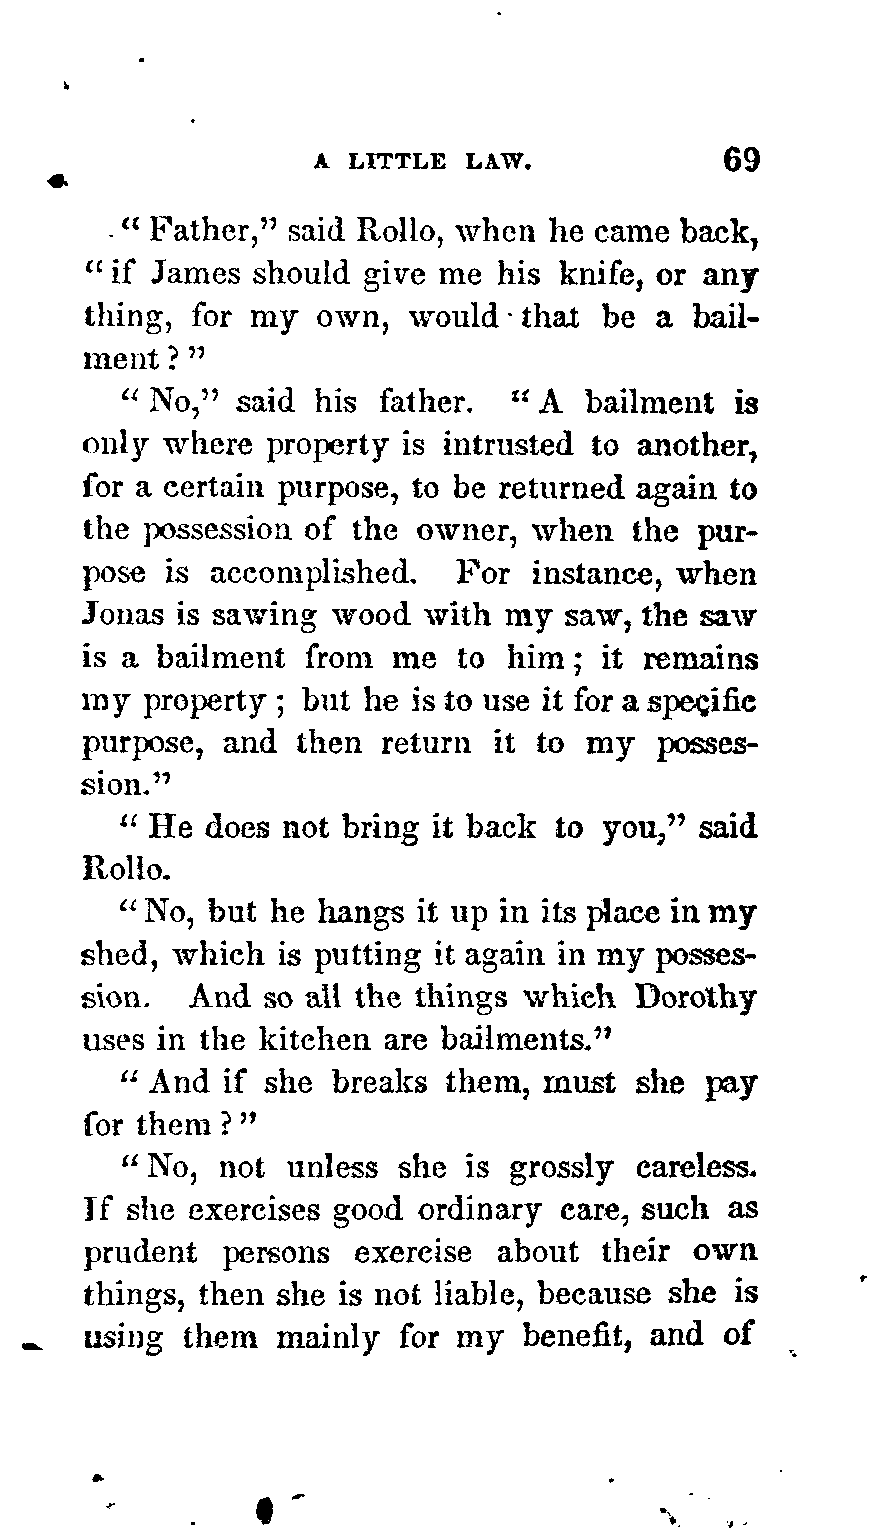 A LITTLE LAW. 69
“ Father,” said Rollo, when he came back,
“ if James should give me his knife, or any
thing, for my own, would that be a bail-
ment ? ”
“ No,” said his father. “ A bailment is
only where property is intrusted to another,
for a certain purpose, to be returned again to
the possession of the owner, when the pur-
pose is accomplished. For instance, when
Jonas is sawing wood with my saw, the saw
is a bailment from me to him ; it remains
my property ; but he is to use it for a specific
purpose, and then return it to my posses-
sion.”
“ He does not bring it back to you,” said
Rollo.
“ No, but he hangs it up in its place in my
shed, which is putting it again in my posses-
sion. And so all the things which Dorothy
uses in the kitchen are bailments.”
“ And if she breaks them, must she pay
for them ? ”
“ No, not unless she is grossly careless.
If she exercises good ordinary care, such as
prudent persons exercise about their own
things, then she is not liable, because she is
using them mainly for my benefit, and of